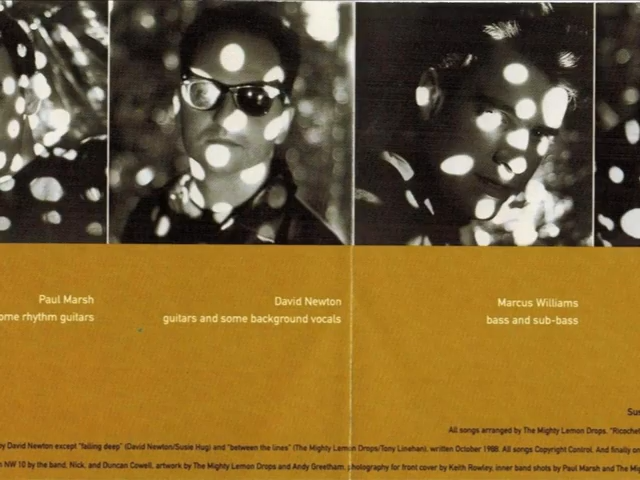 Paul Marsh
ome rhythm guitars
David Newton
guitars and some background vocals
Marcus Williams
bass and sub-bass
Sur
All songs arranged by The Mighty Lemon Drops. "Ricochet
by David Newton except "falling deep" (David Newton/Susie Hug) and "between the lines" (The Mighty Lemon Drops/Tony Linehan), written October 1988. All songs Copyright Control. And finally on
NW 10 by the band, Nick, and Duncan Cowell, artwork by The Mighty Lemon Drops and Andy Greetham, photography for front cover by Keith Rowley, inner band shots by Paul Marsh and The Mig